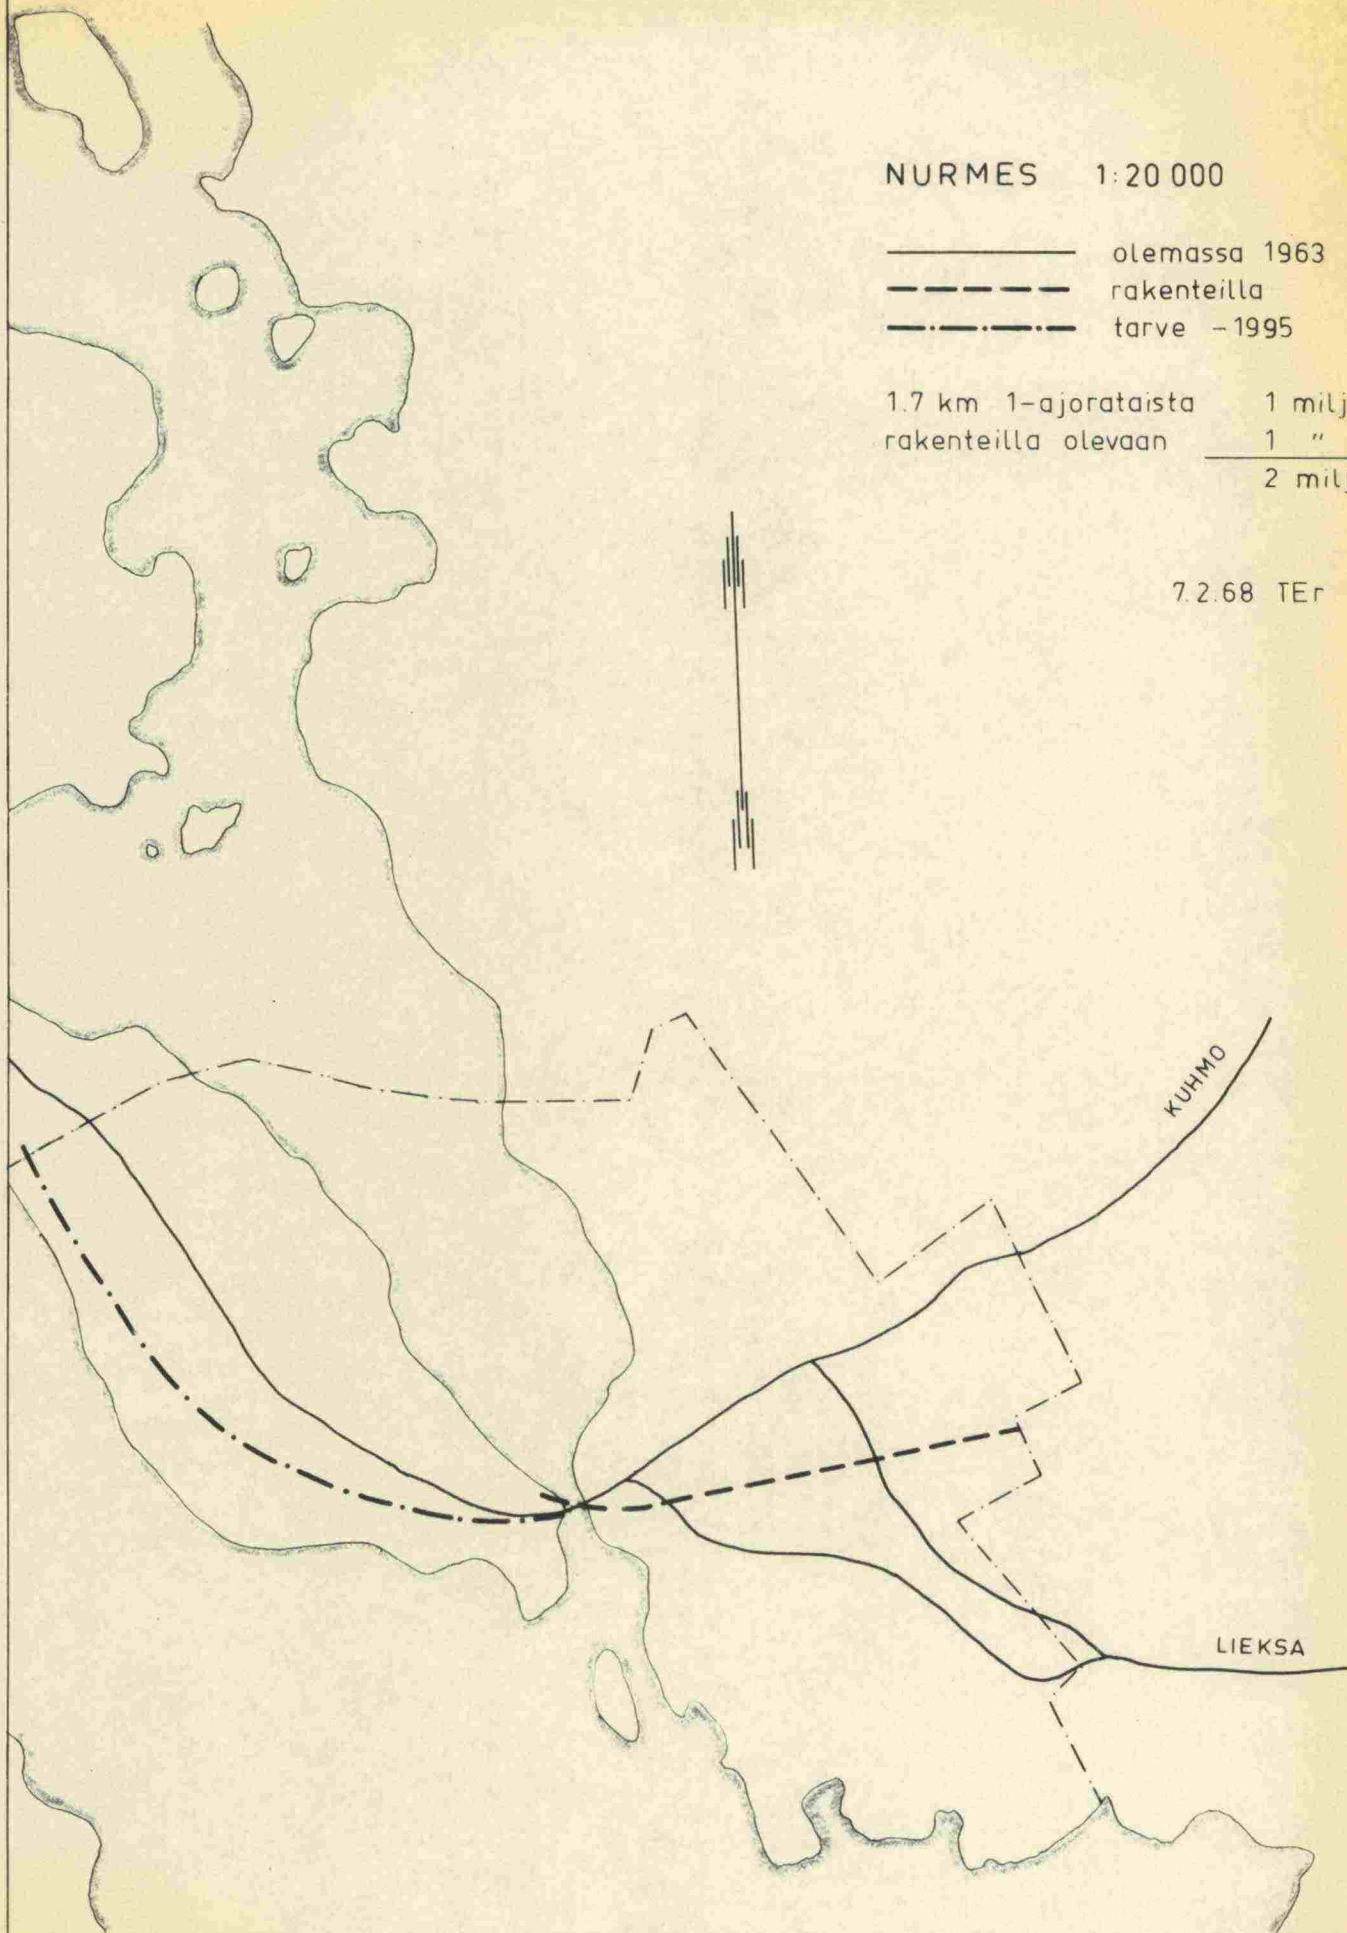 NURMES 1:20 000
olemassa 1963
rakenteilla
tarve -1995
1.7 km 1-ajorataista 1 milj
rakenteilla olevaan 1 "
2 milj
7.2.68 TEr
KUHMO
LIEKSA